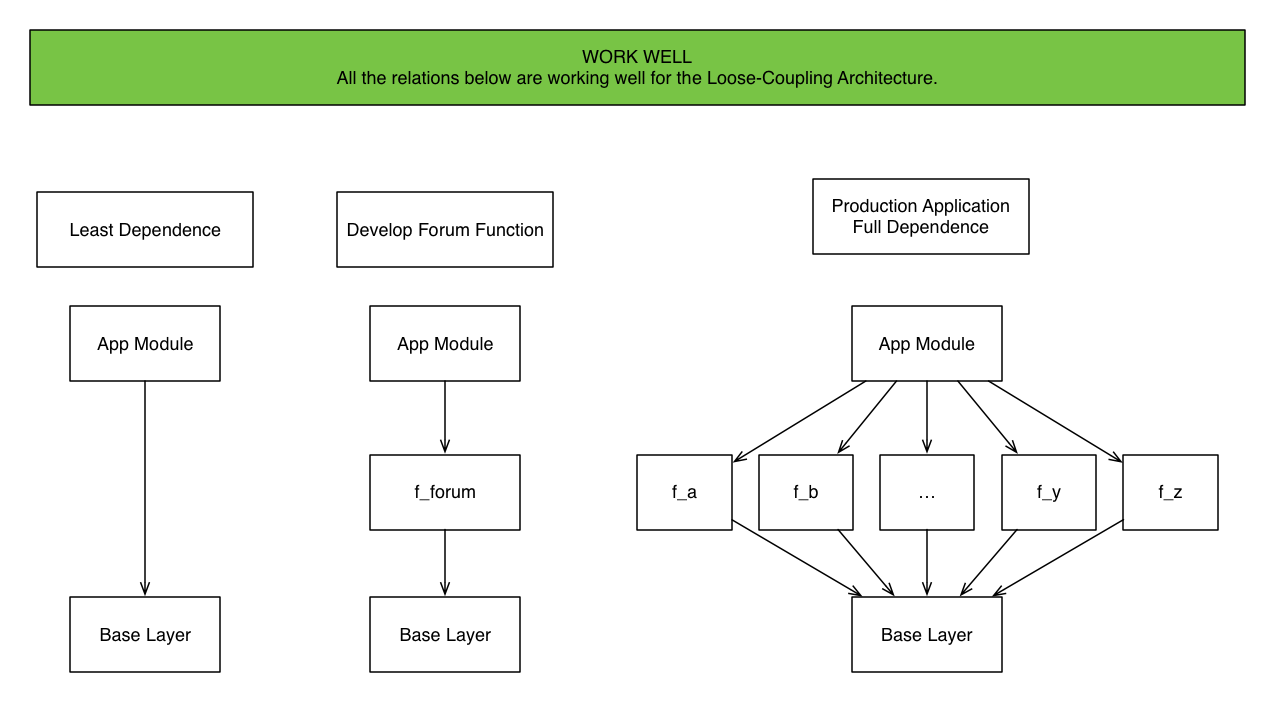 WORK WELL
All the relations below are working well for the Loose-Coupling Architecture.
Least Dependence
Develop Forum Function
Production Application
Full Dependence
App Module
App Module
App Module
f_forum
f_a
f_b
...
f_y
f_z
Base Layer
Base Layer
Base Layer